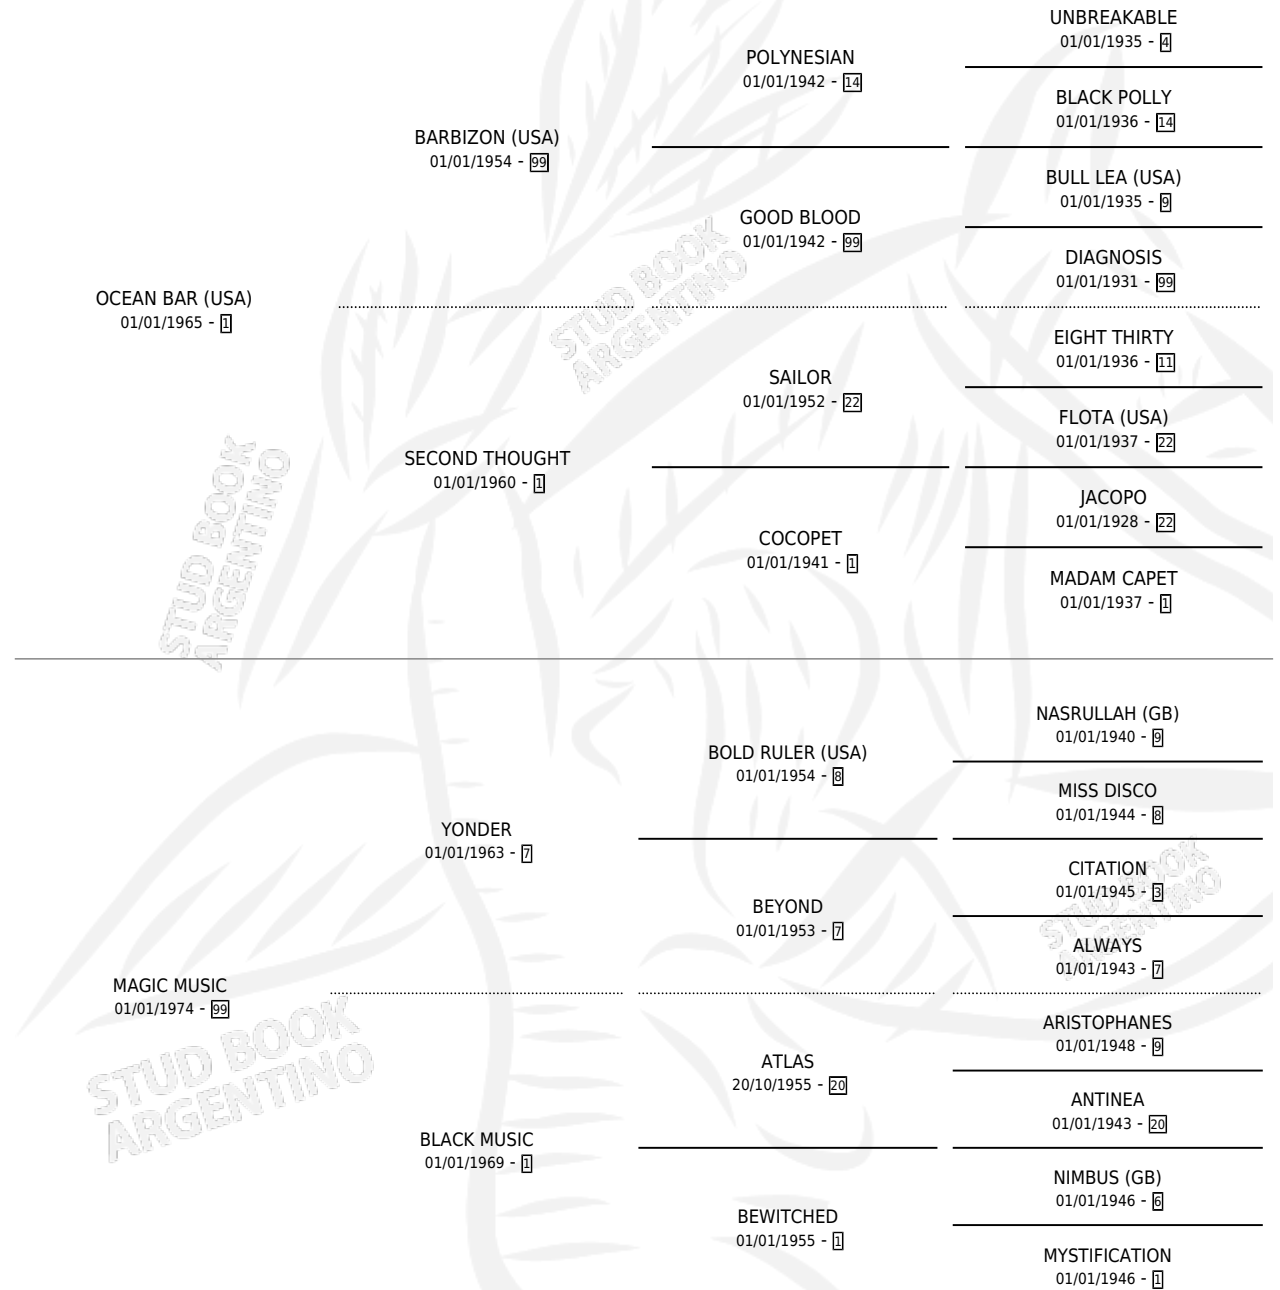 UNBREAKABLE
01/01/1935 - 4
POLYNESIAN
01/01/1942 - 14
BLACK POLLY
01/01/1936 - 14
BARBIZON (USA)
01/01/1954 - 99
BULL LEA (USA)
01/01/1935 - 9
GOOD BLOOD
01/01/1942 - 99
DIAGNOSIS
01/01/1931 - 99
STUD BOOK
ARGENTINO
OCEAN BAR (USA)
01/01/1965 - 1
EIGHT THIRTY
01/01/1936 - 11
SAILOR
01/01/1952 - 22
FLOTA (USA)
01/01/1937 - 22
SECOND THOUGHT
01/01/1960 - 1
JACOPO
01/01/1928 - 22
COCOPET
01/01/1941 - 1
MADAM CAPET
01/01/1937 - 1
STUD BOOK
ARGENTINO
NASRULLAH (GB)
01/01/1940 - 9
BOLD RULER (USA)
01/01/1954 - 8
MISS DISCO
01/01/1944 - 8
YONDER
01/01/1963 - 7
CITATION
01/01/1945 - 3
BEYOND
01/01/1953 - 7
STUD BOOK
ARGENTINO
ALWAYS
01/01/1943 - 7
MAGIC MUSIC
01/01/1974 - 99
ARISTOPHANES
01/01/1948 - 9
ATLAS
20/10/1955 - 20
STUD BOOK
ARGENTINO
ANTINEA
01/01/1943 - 20
BLACK MUSIC
01/01/1969 - 1
NIMBUS (GB)
01/01/1946 - 6
BEWITCHED
01/01/1955 - 1
MYSTIFICATION
01/01/1946 - 1